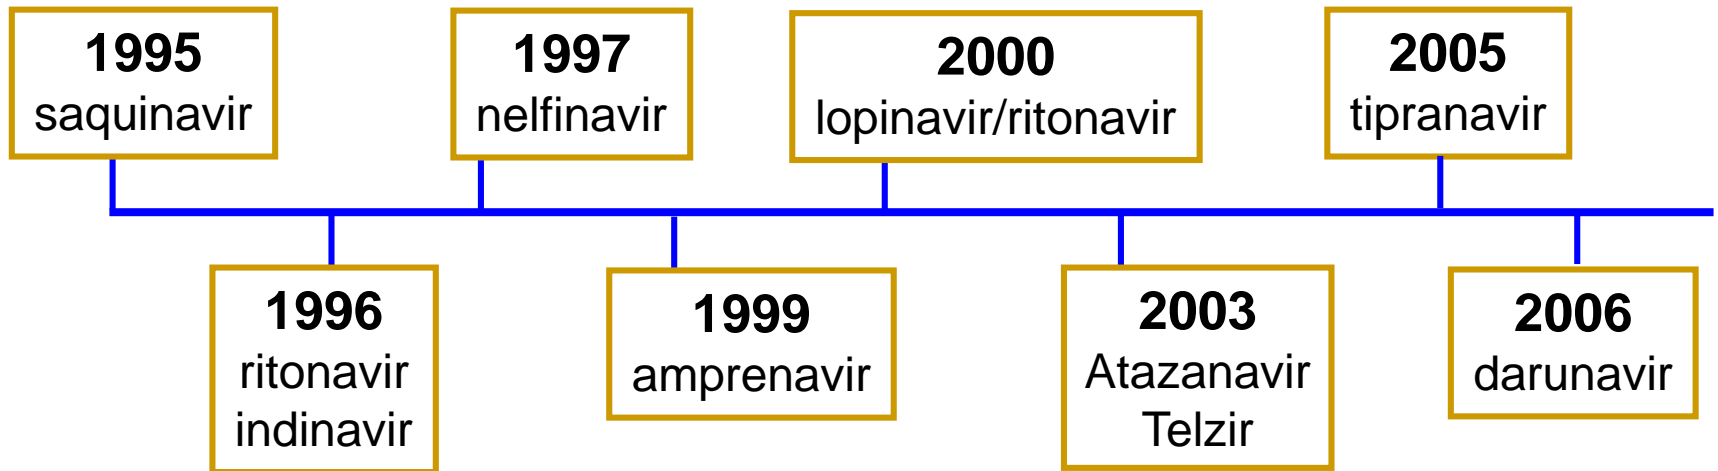 1995
saquinavir
1996
ritonavir
indinavir
1997
nelfinavir
1999
amprenavir
2000
lopinavir/ritonavir
2003
Atazanavir
Telzir
2005
tipranavir
2006
darunavir